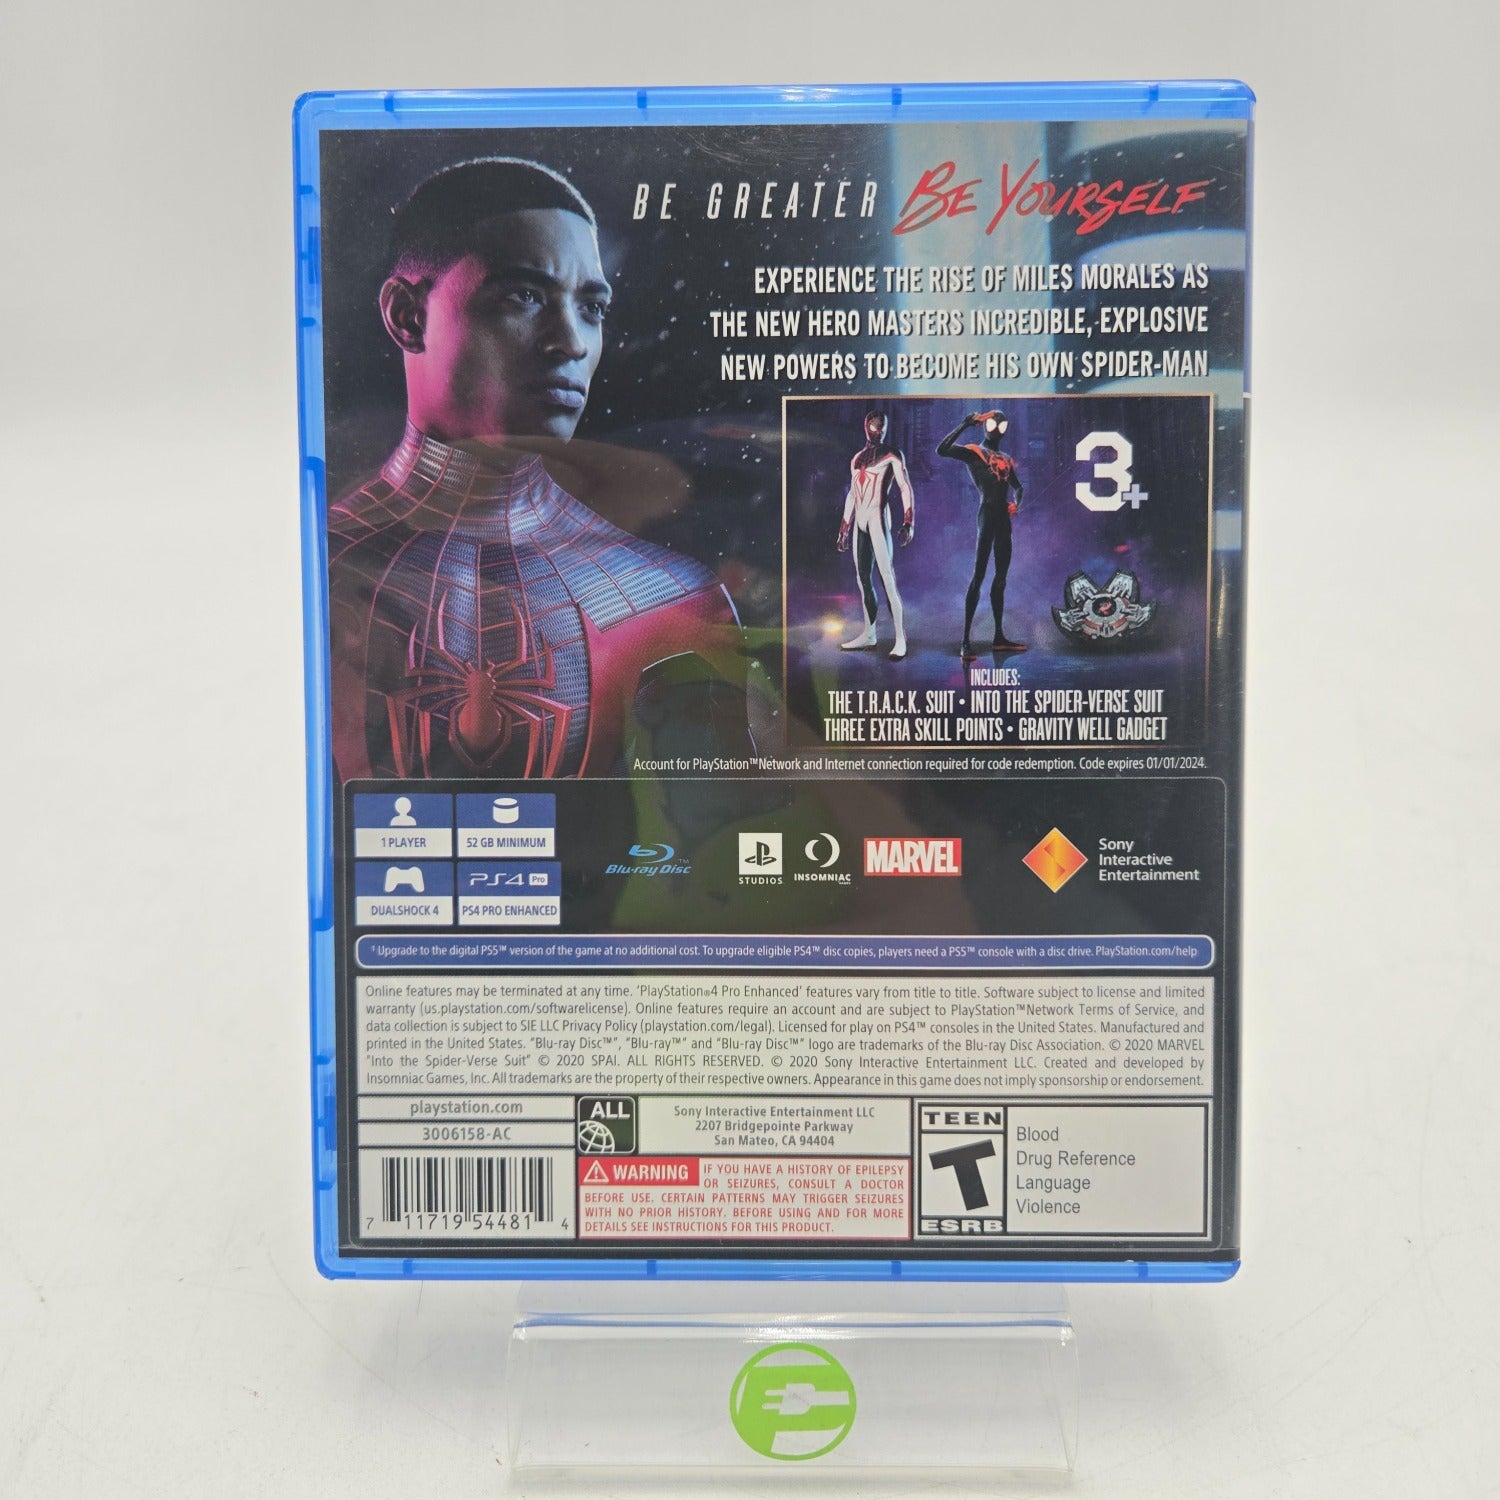 BE GREATER BE YOURSELF
EXPERIENCE THE RISE OF MILES MORALES AS
THE NEW HERO MASTERS INCREDIBLE, EXPLOSIVE
NEW POWERS TO BECOME HIS OWN SPIDER-MAN
3+
INCLUDES:
THE T.R.A.C.K. SUIT • INTO THE SPIDER-VERSE SUIT
THREE EXTRA SKILL POINTS • GRAVITY WELL GADGET
Account for PlayStation™Network and Internet connection required for code redemption. Code expires 01/01/2024.
1 PLAYER
52 GB MINIMUM
DUALSHOCK 4
PS4 Pro
PS4 PRO ENHANCED
Blu-ray Disc™
STUDIOS
INSOMNIAC
GAMES
MARVEL
Sony
Interactive
Entertainment
‡ Upgrade to the digital PS5™ version of the game at no additional cost. To upgrade eligible PS4™ disc copies, players need a PS5™ console with a disc drive. PlayStation.com/help
Online features may be terminated at any time. 'PlayStation®4 Pro Enhanced' features vary from title to title. Software subject to license and limited
warranty (us.playstation.com/softwarelicense). Online features require an account and are subject to PlayStation™Network Terms of Service, and
data collection is subject to SIE LLC Privacy Policy (playstation.com/legal). Licensed for play on PS4™ consoles in the United States. Manufactured and
printed in the United States. "Blu-ray Disc™", "Blu-ray™" and "Blu-ray Disc™" logo are trademarks of the Blu-ray Disc Association. © 2020 MARVEL
"Into the Spider-Verse Suit" © 2020 SPAI. ALL RIGHTS RESERVED. © 2020 Sony Interactive Entertainment LLC. Created and developed by
Insomniac Games, Inc. All trademarks are the property of their respective owners. Appearance in this game does not imply sponsorship or endorsement.
playstation.com
3006158-AC
7 11719 54481 4
ALL
Sony Interactive Entertainment LLC
2207 Bridgepointe Parkway
San Mateo, CA 94404
WARNING IF YOU HAVE A HISTORY OF EPILEPSY
OR SEIZURES, CONSULT A DOCTOR
BEFORE USE. CERTAIN PATTERNS MAY TRIGGER SEIZURES
WITH NO PRIOR HISTORY. BEFORE USING AND FOR MORE
DETAILS SEE INSTRUCTIONS FOR THIS PRODUCT.
TEEN
T
ESRB
Blood
Drug Reference
Language
Violence